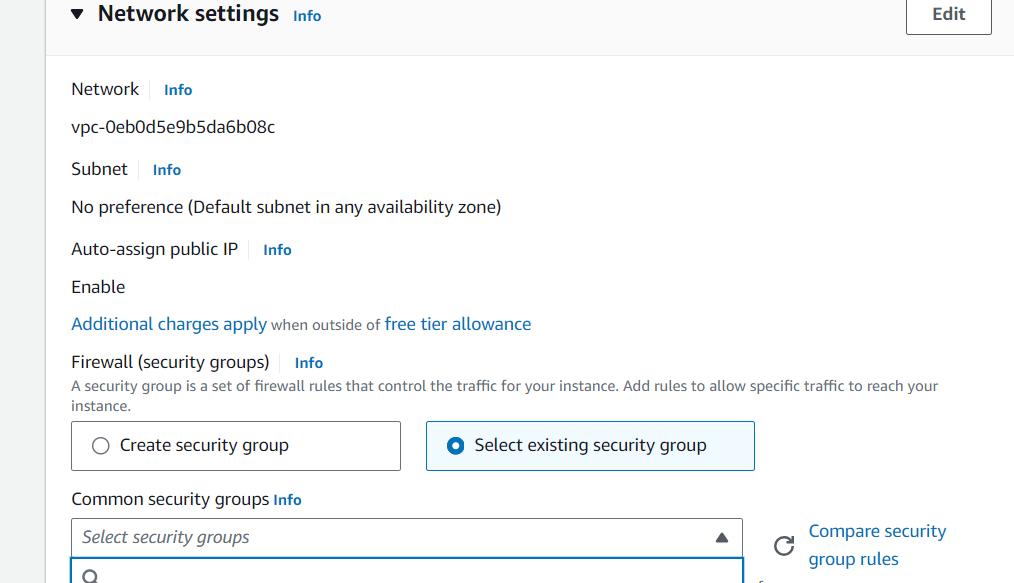 Network settings Info
Edit
Network Info
vpc-0eb0d5e9b5da6b08c
Subnet Info
No preference (Default subnet in any availability zone)
Auto-assign public IP Info
Enable
Additional charges apply when outside of free tier allowance
Firewall (security groups) Info
A security group is a set of firewall rules that control the traffic for your instance. Add rules to allow specific traffic to reach your
instance.
Create security group
Select existing security group
Common security groups Info
Select security groups
Compare security
group rules